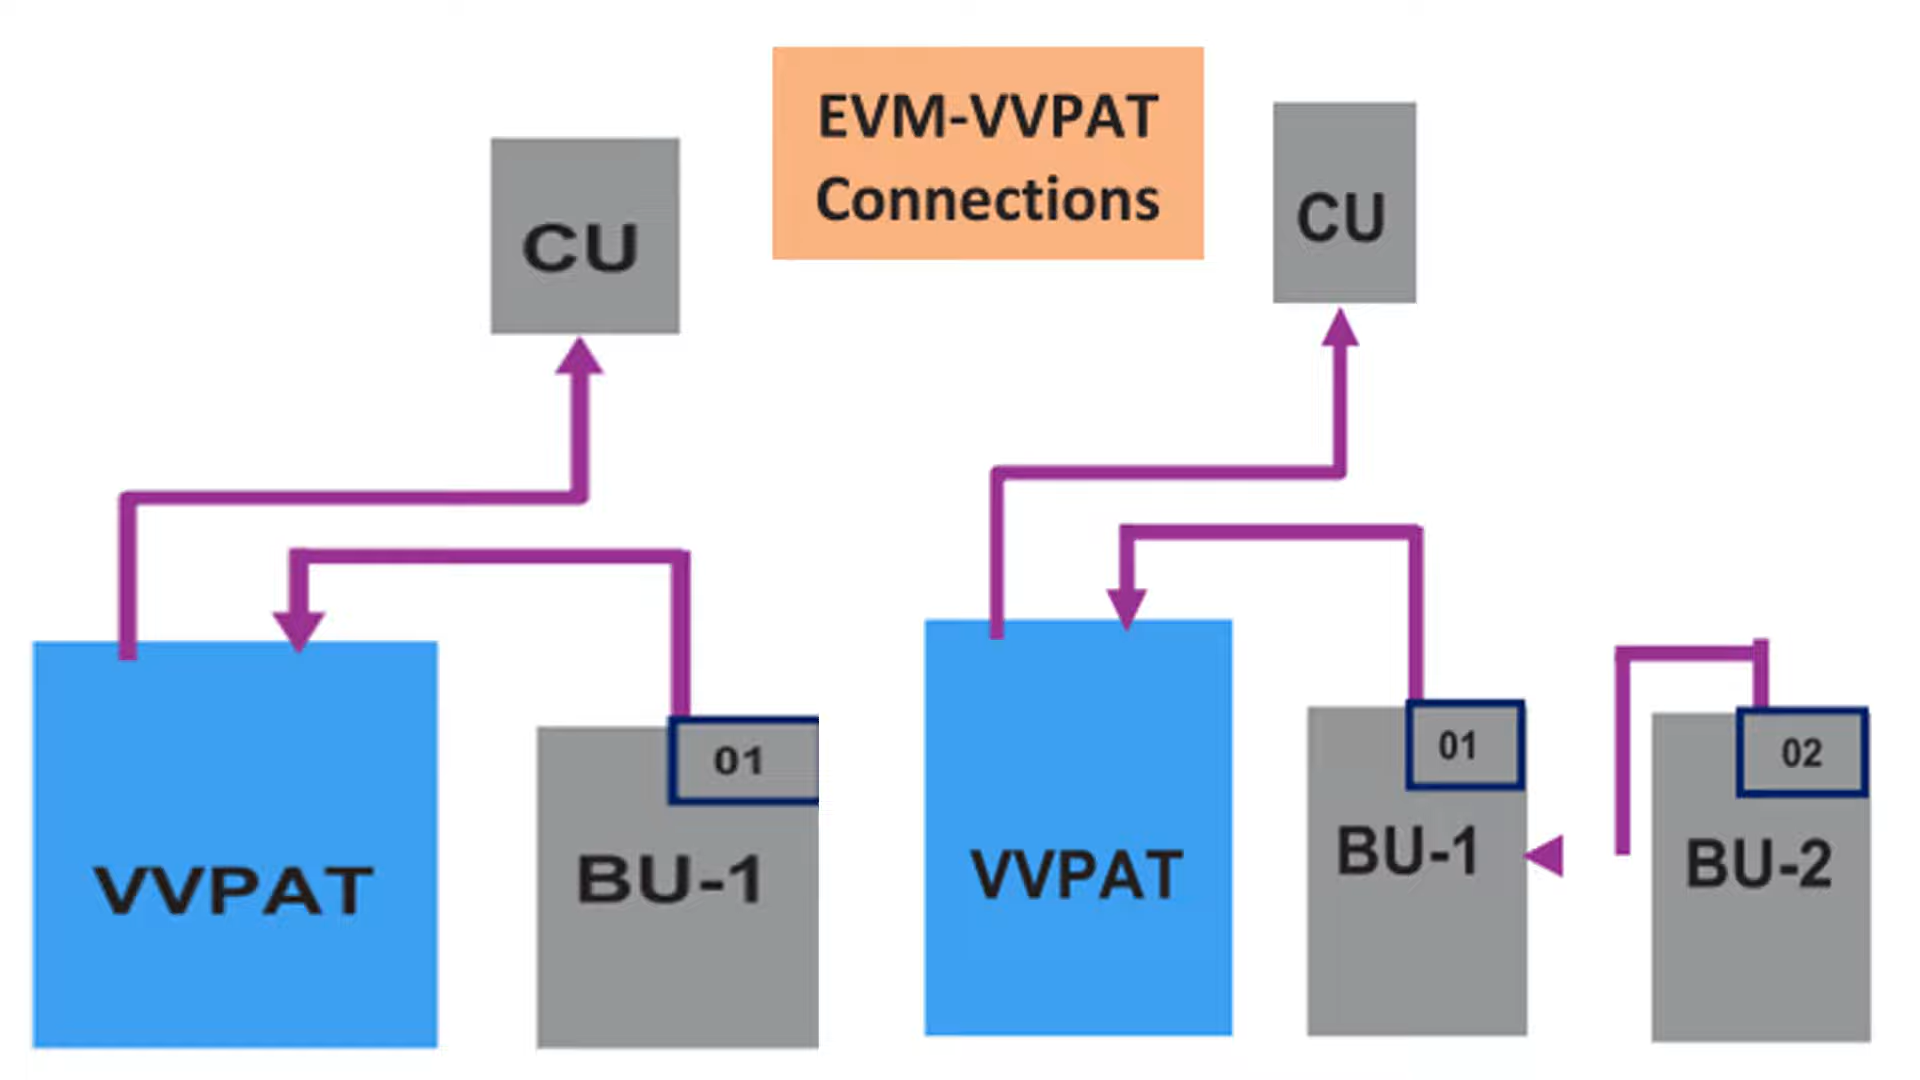 EVM-VVPAT
Connections
CU
01
VVPAT
BU-1
CU
01
02
VVPAT
BU-1
BU-2